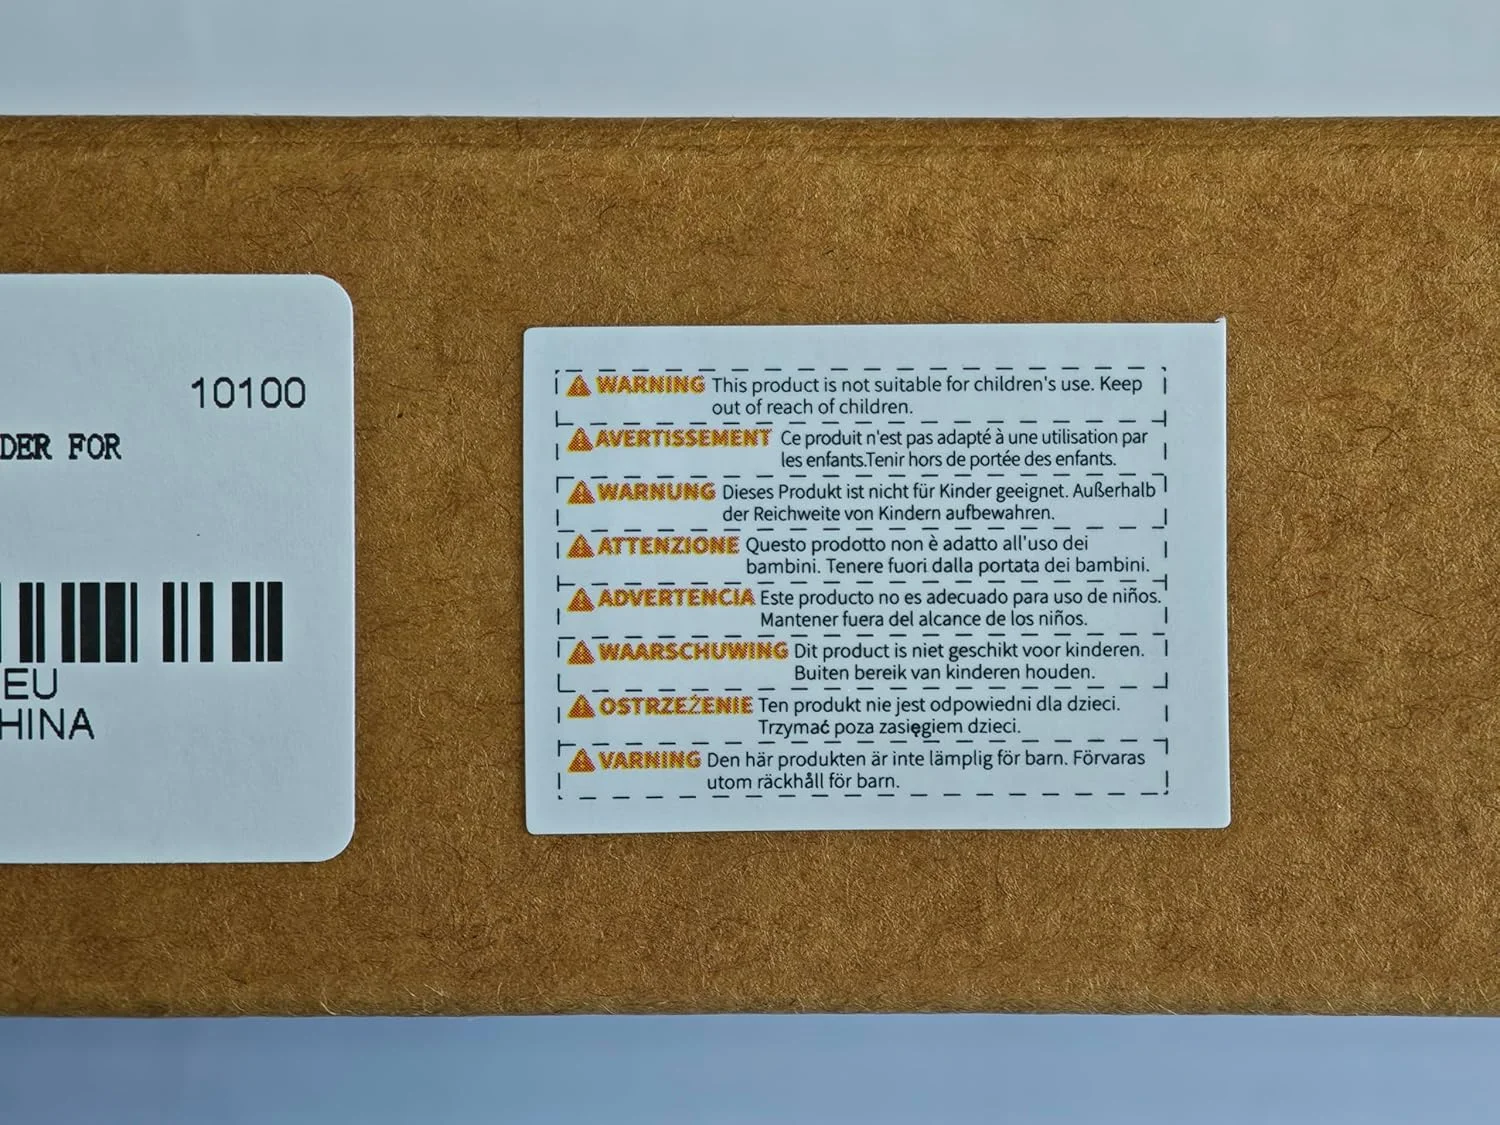 10100
DER FOR
EU
HINA
WARNING This product is not suitable for children's use. Keep
out of reach of children.
AVERTISSEMENT Ce produit n'est pas adapté à une utilisation par
les enfants.Tenir hors de portée des enfants.
WARNUNG Dieses Produkt ist nicht für Kinder geeignet. Außerhalb
der Reichweite von Kindern aufbewahren.
ATTENZIONE Questo prodotto non è adatto all'uso dei
bambini. Tenere fuori dalla portata dei bambini.
ADVERTENCIA Este producto no es adecuado para uso de niños.
Mantener fuera del alcance de los niños.
WAARSCHUWING Dit product is niet geschikt voor kinderen.
Buiten bereik van kinderen houden.
OSTRZEŻENIE Ten produkt nie jest odpowiedni dla dzieci.
Trzymać poza zasięgiem dzieci.
VARNING Den här produkten är inte lämplig för barn. Förvaras
utom räckhåll för barn.